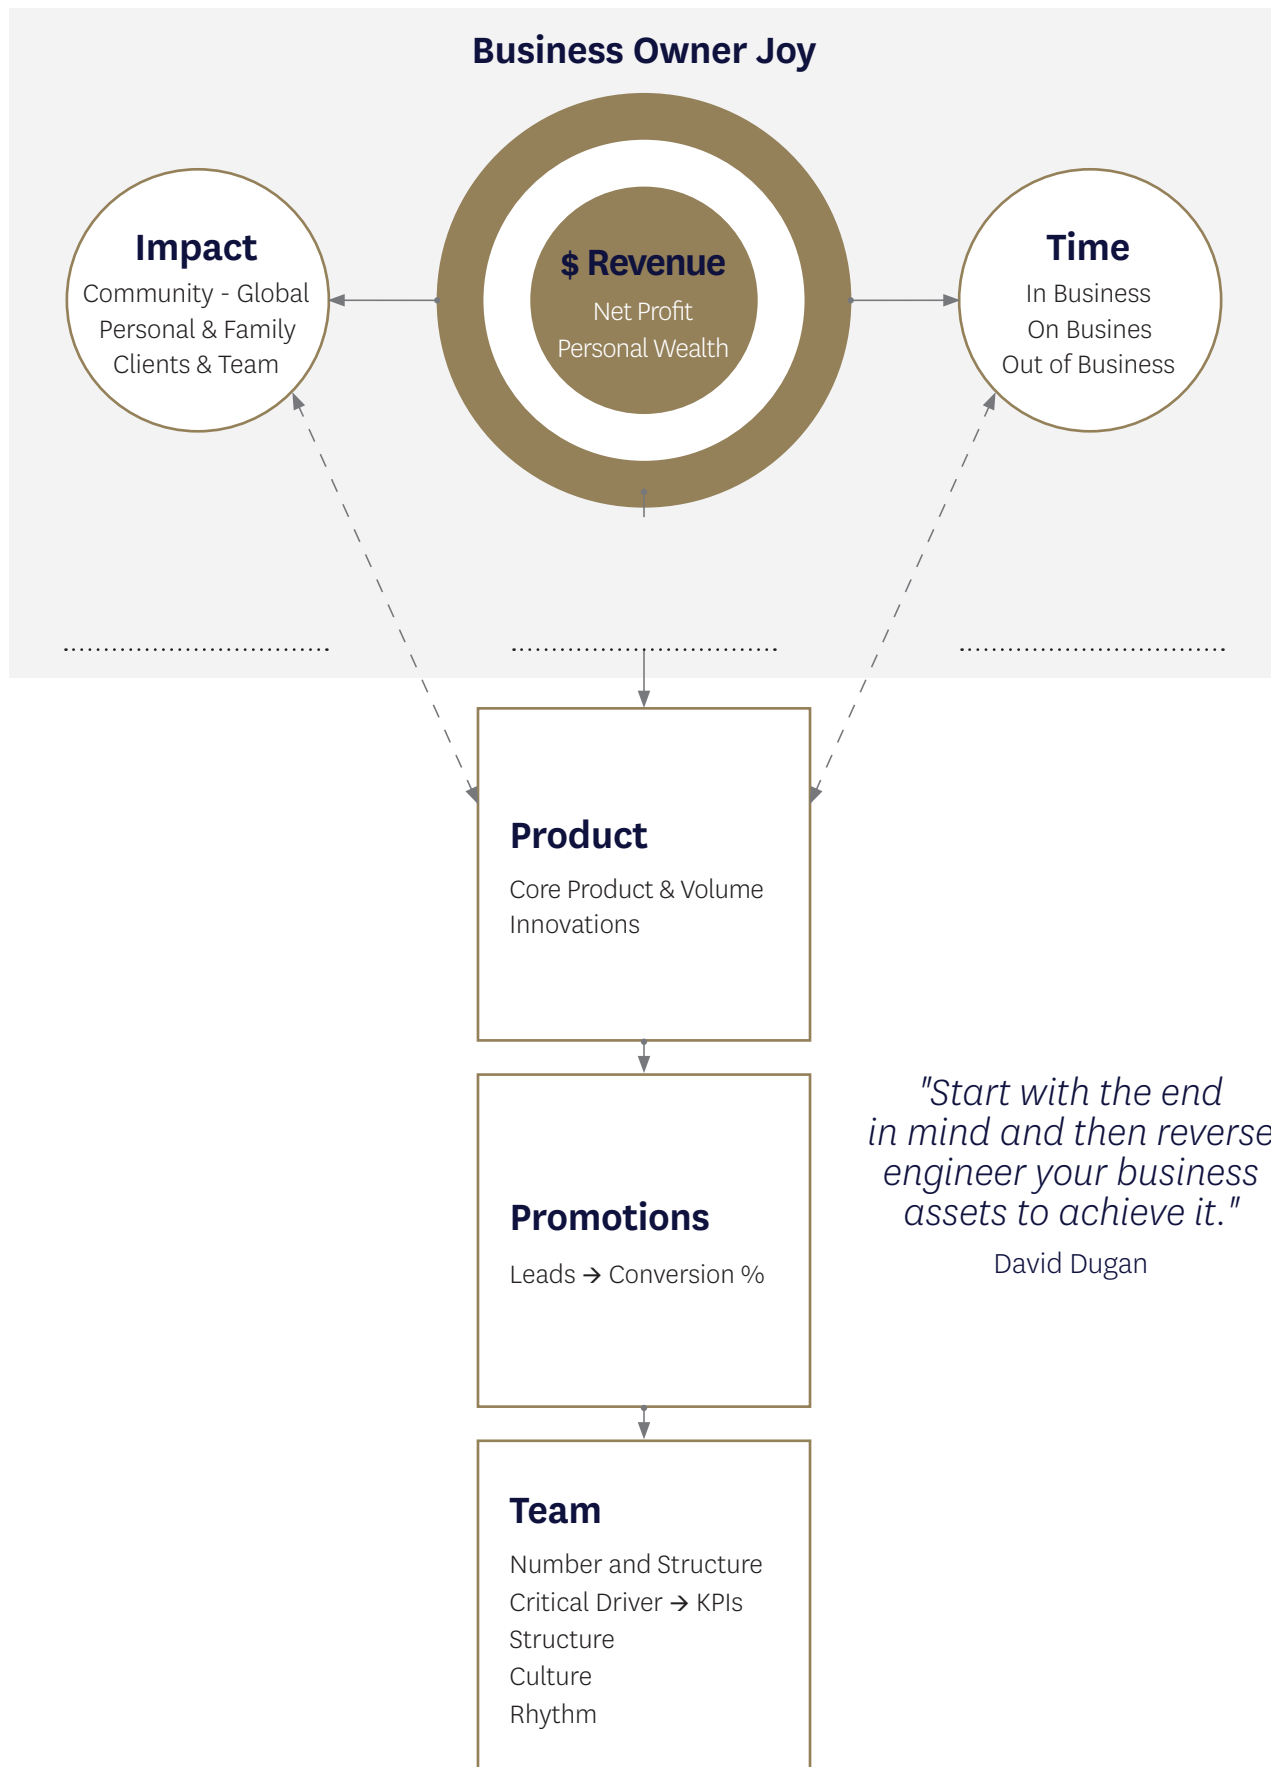 Business Owner Joy
Impact
Community - Global
Personal & Family
Clients & Team
$ Revenue
Net Profit
Personal Wealth
Time
In Business
On Busines
Out of Business
Product
Core Product & Volume
Innovations
Promotions
Leads → Conversion %
"Start with the end
in mind and then reverse
engineer your business
assets to achieve it."
David Dugan
Team
Number and Structure
Critical Driver → KPIs
Structure
Culture
Rhythm